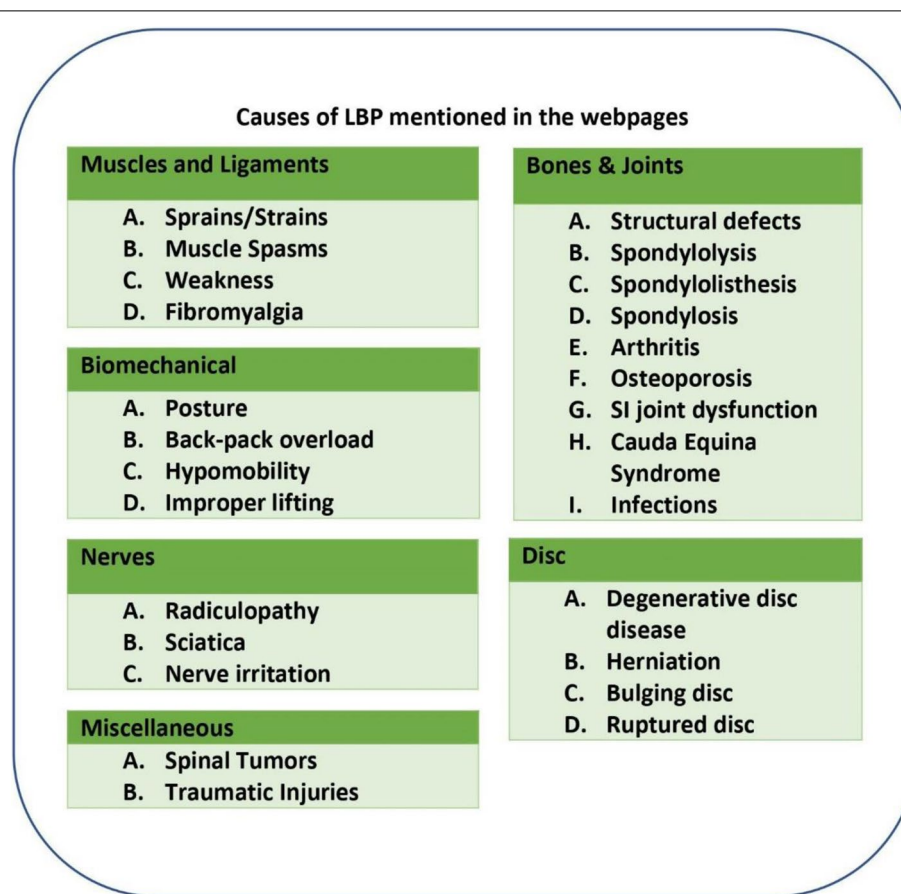 Causes of LBP mentioned in the webpages
Muscles and Ligaments
A. Sprains/Strains
B. Muscle Spasms
C. Weakness
D. Fibromyalgia
Biomechanical
A. Posture
B. Back-pack overload
C. Hypomobility
D. Improper lifting
Nerves
A. Radiculopathy
B. Sciatica
C. Nerve irritation
Miscellaneous
A. Spinal Tumors
B. Traumatic Injuries
Bones & Joints
A. Structural defects
B. Spondylolysis
C. Spondylolisthesis
D. Spondylosis
E. Arthritis
F. Osteoporosis
G. SI joint dysfunction
H. Cauda Equina
Syndrome
I. Infections
Disc
A. Degenerative disc
disease
B. Herniation
C. Bulging disc
D. Ruptured disc